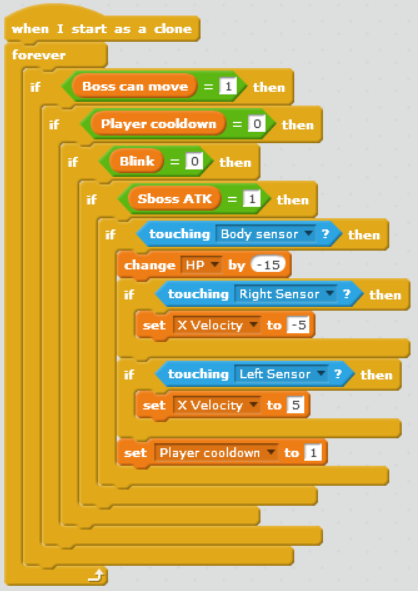 when I start as a clone
forever
if Boss can move = 1 then
if Player cooldown = 0 then
if Blink = 0 then
if Sboss ATK = 1 then
if touching Body sensor ? then
change HP by -15
if touching Right Sensor ? then
set X Velocity to -5
if touching Left Sensor ? then
set X Velocity to 5
set Player cooldown to 1